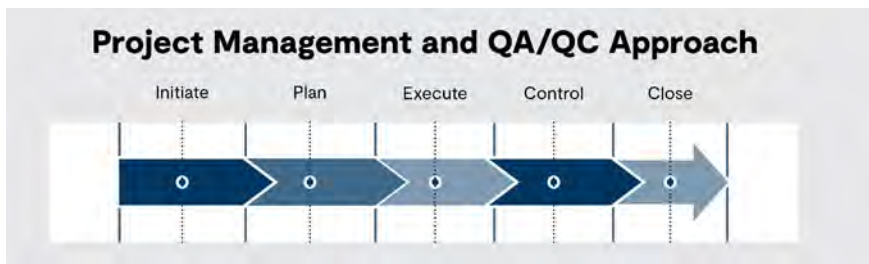 Project Management and QA/QC Approach
Initiate Plan Execute Control Close